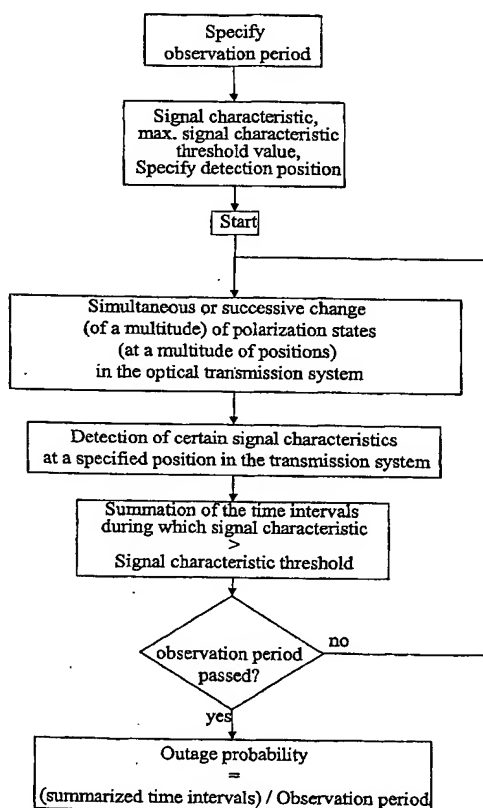 Specify
observation period
Signal characteristic,
max. signal characteristic
threshold value,
Specify detection position
Start
Simultaneous or successive change
(of a multitude) of polarization states
(at a multitude of positions)
in the optical transmission system
Detection of certain signal characteristics
at a specified position in the transmission system
Summation of the time intervals
during which signal characteristic
>
Signal characteristic threshold
observation period
passed?
no
yes
Outage probability
=
(summarized time intervals) / Observation period